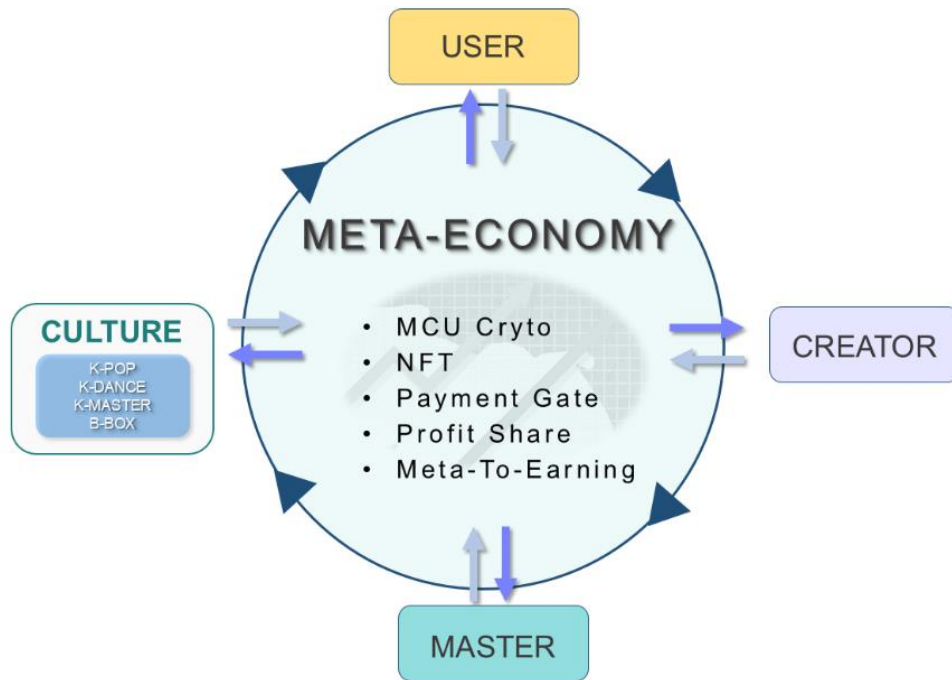 USER
META-ECONOMY
CULTURE
K-POP
K-DANCE
K-MASTER
B-BOX
• MCU Cryto
• NFT
• Payment Gate
• Profit Share
• Meta-To-Earning
CREATOR
MASTER